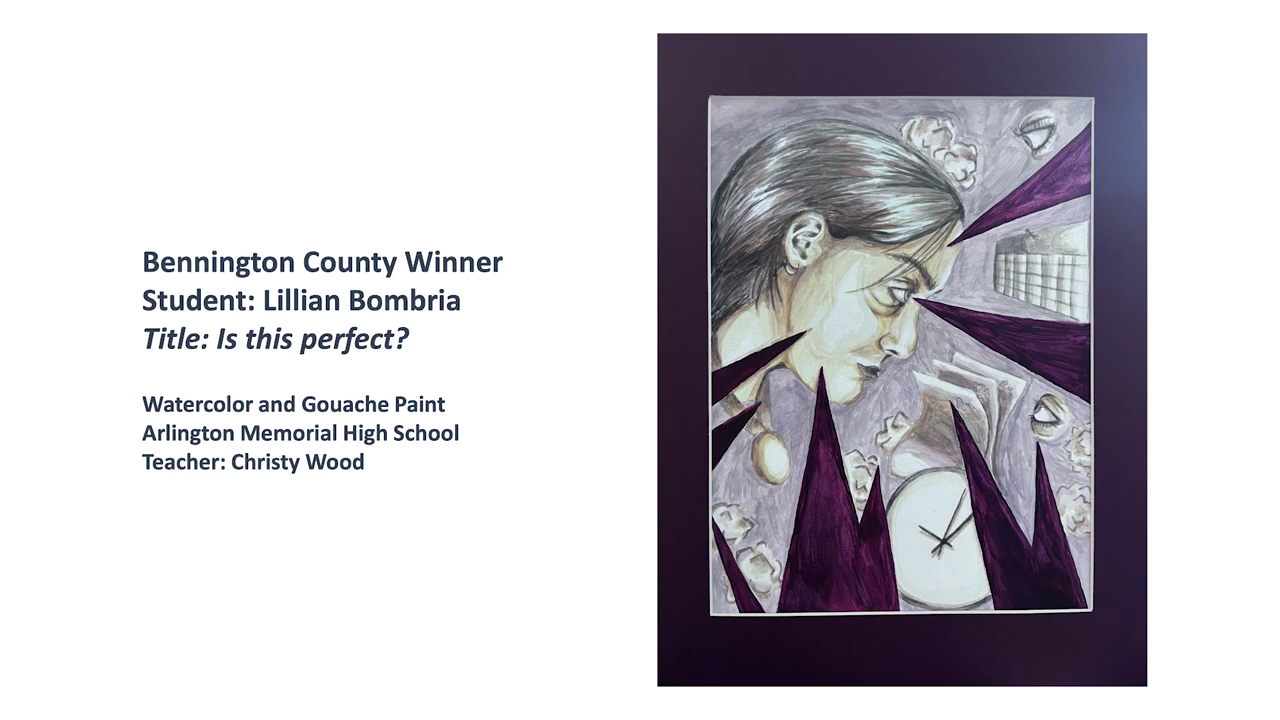 Bennington County Winner
Student: Lillian Bombria
Title: Is this perfect?
Watercolor and Gouache Paint
Arlington Memorial High School
Teacher: Christy Wood